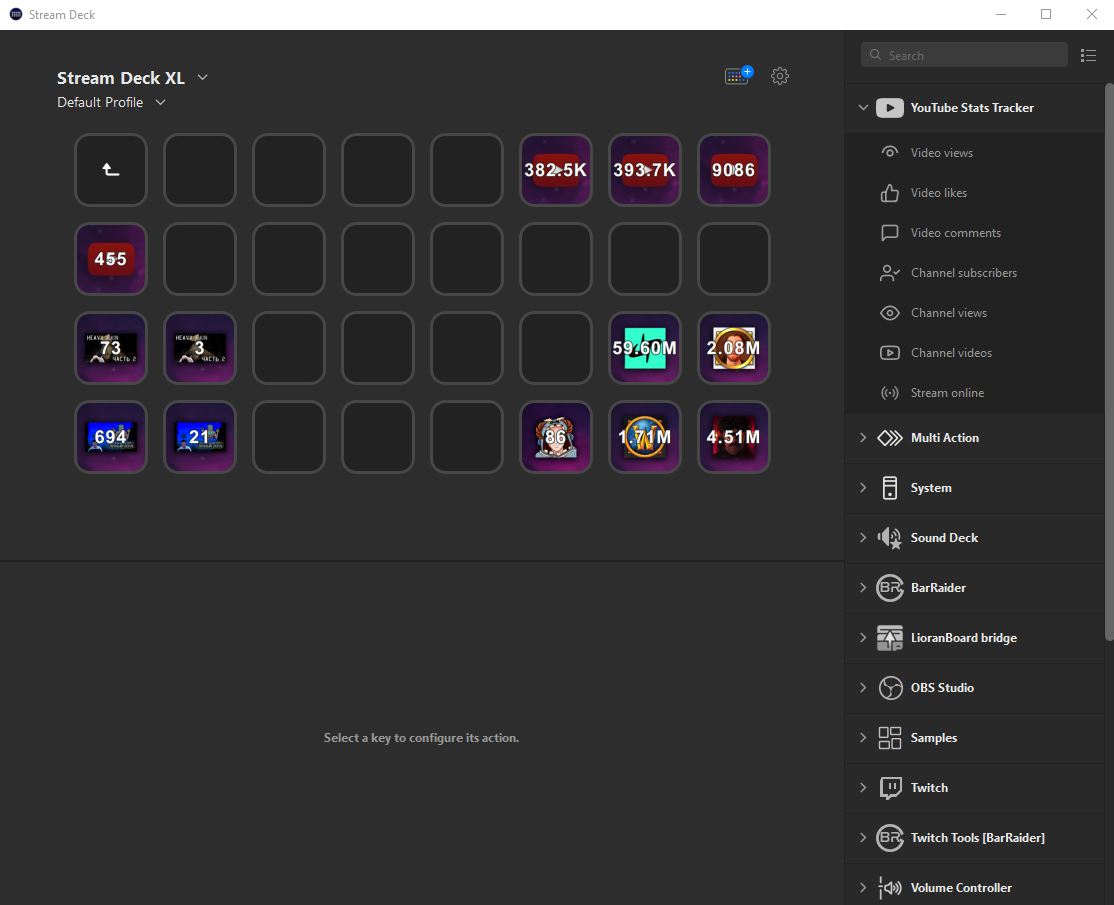 Stream Deck
Search
Stream Deck XL
Default Profile
382.5K
393.7K
9086
455
HEAVY RAIN
73
ЧАСТЬ 2
HEAVY RAIN
3
ЧАСТЬ 2
59.60M
2.08M
694
21
86
1.71M
4.51M
Select a key to configure its action.
YouTube Stats Tracker
Video views
Video likes
Video comments
Channel subscribers
Channel views
Channel videos
Stream online
Multi Action
System
Sound Deck
BR
BarRaider
LioranBoard bridge
OBS Studio
Samples
Twitch
BR
Twitch Tools [BarRaider]
Volume Controller